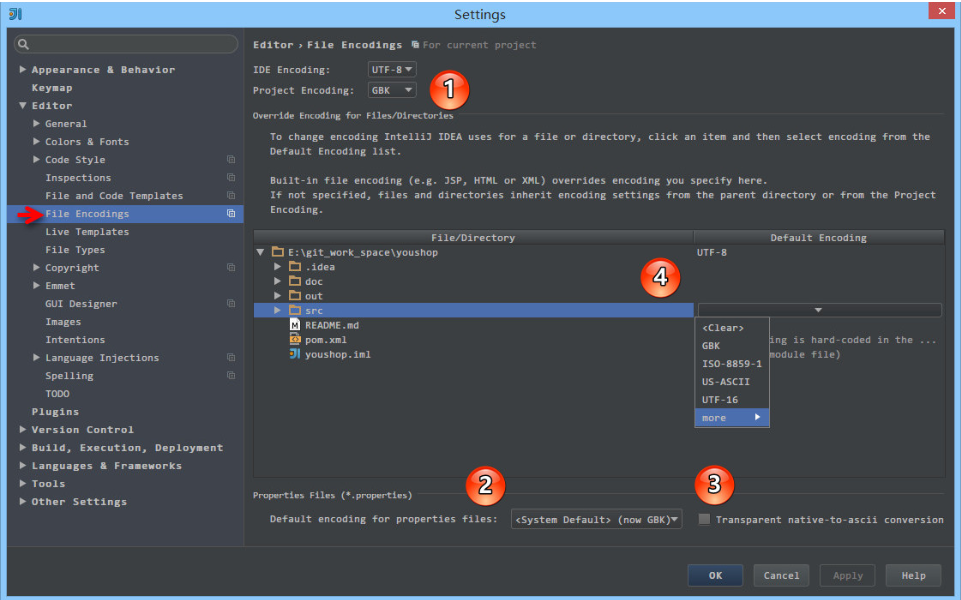 Settings
Editor › File Encodings For current project
Appearance & Behavior
Keymap
Editor
General
Colors & Fonts
Code Style
Inspections
File and Code Templates
File Encodings
Live Templates
File Types
Copyright
Emmet
GUI Designer
Images
Intentions
Language Injections
Spelling
TODO
Plugins
Version Control
Build, Execution, Deployment
Languages & Frameworks
Tools
Other Settings
IDE Encoding: UTF-8
Project Encoding: GBK
1
Override Encoding for Files/Directories
To change encoding IntelliJ IDEA uses for a file or directory, click an item and then select encoding from the
Default Encoding list.
Built-in file encoding (e.g. JSP, HTML or XML) overrides encoding you specify here.
If not specified, files and directories inherit encoding settings from the parent directory or from the Project
Encoding.
File/Directory Default Encoding
E:\git_work_space\youshop UTF-8
.idea
doc
out
src
README.md
pom.xml
youshop.iml
4
<Clear>
GBK
ISO-8859-1
US-ASCII
UTF-16
more
ing is hard-coded in the ...
module file)
2
3
Properties Files (*.properties)
Default encoding for properties files: <System Default> (now GBK) Transparent native-to-ascii conversion
OK Cancel Apply Help